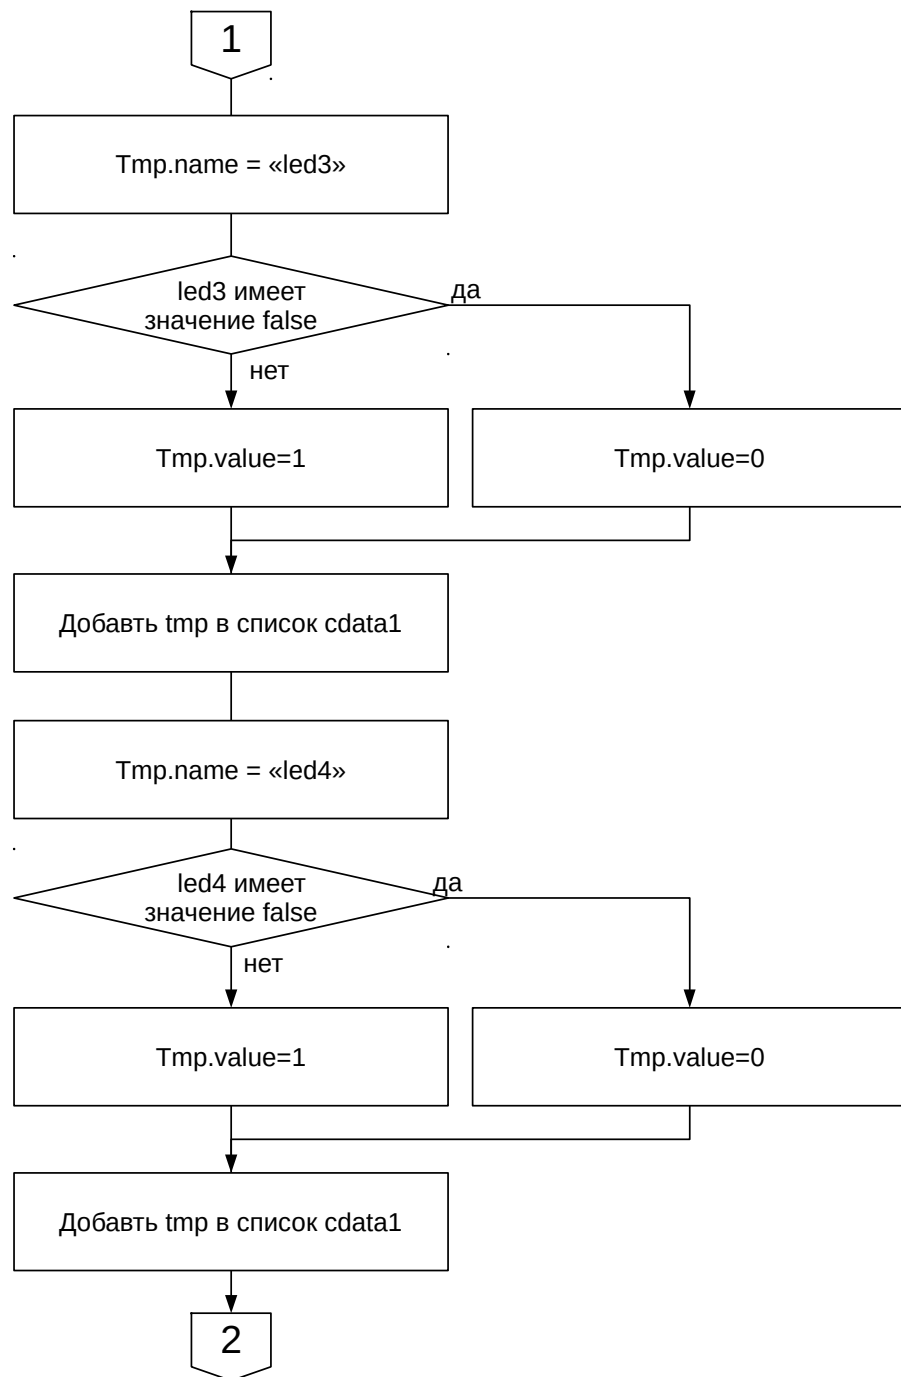 1
Tmp.name = «led3»
led3 имеет
значение false
да
нет
Tmp.value=1
Tmp.value=0
Добавть tmp в список cdata1
Tmp.name = «led4»
led4 имеет
значение false
да
нет
Tmp.value=1
Tmp.value=0
Добавть tmp в список cdata1
2